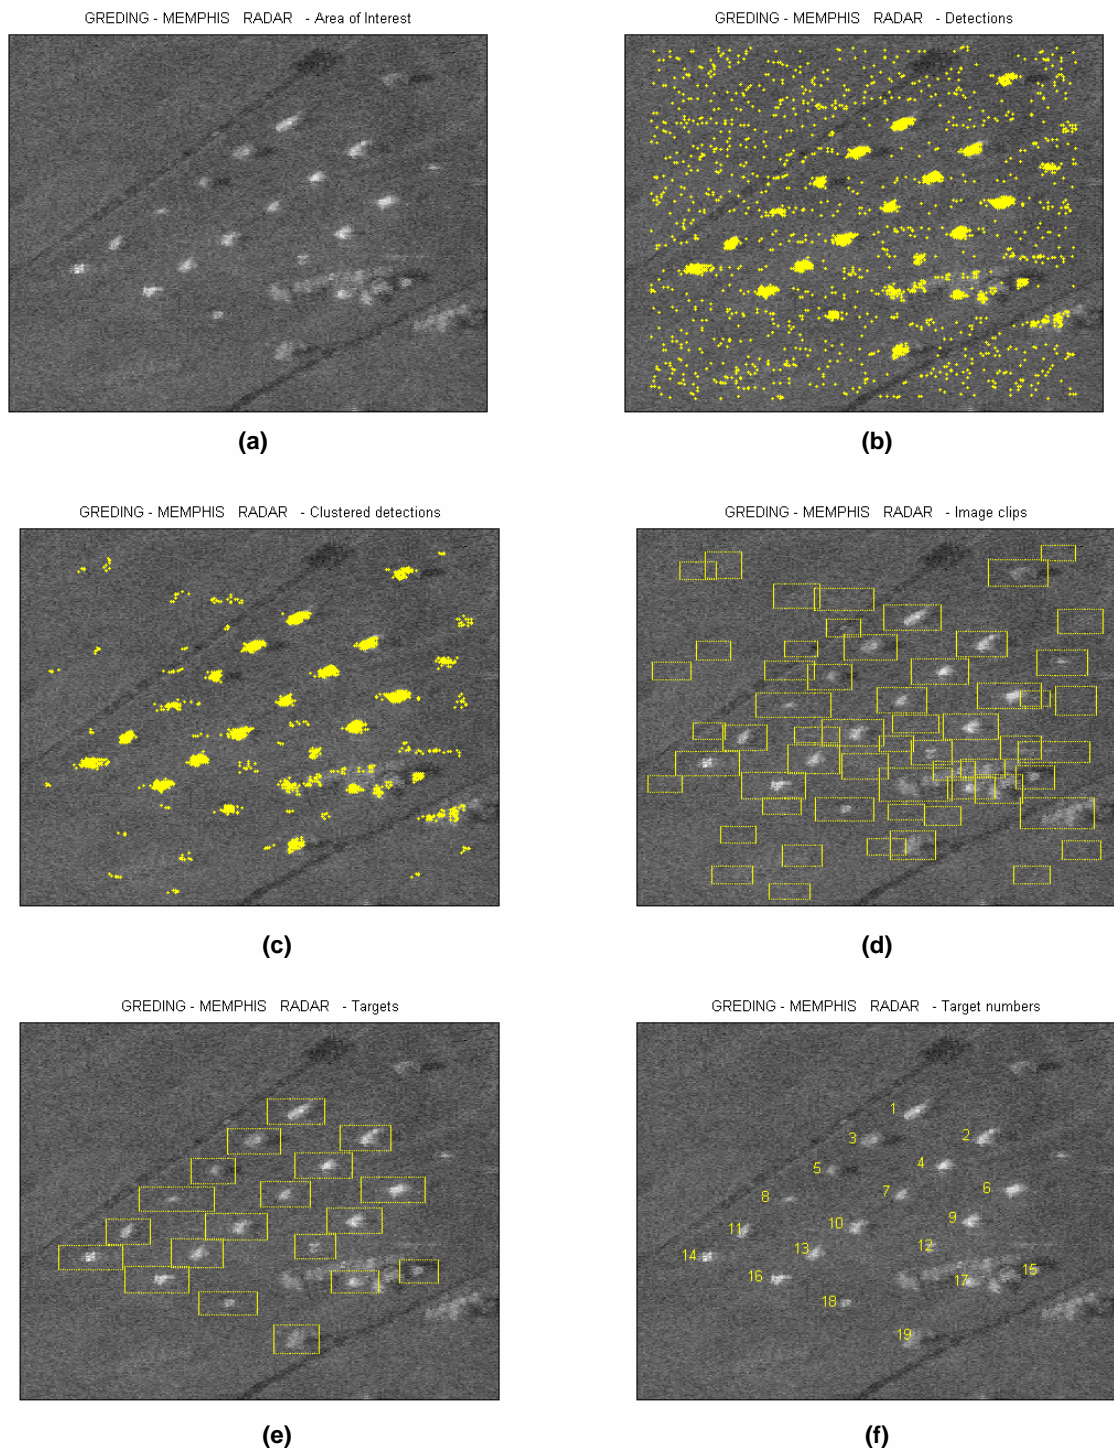 GREDING - MEMPHIS RADAR - Area of Interest
GREDING - MEMPHIS RADAR - Detections
(a)
(b)
GREDING - MEMPHIS RADAR - Clustered detections
GREDING - MEMPHIS RADAR - Image clips
(c)
(d)
GREDING - MEMPHIS RADAR - Targets
GREDING - MEMPHIS RADAR - Target numbers
1
3
2
5
4
8
7
6
11
10
9
14
13
12
16
17
15
18
19
(e)
(f)